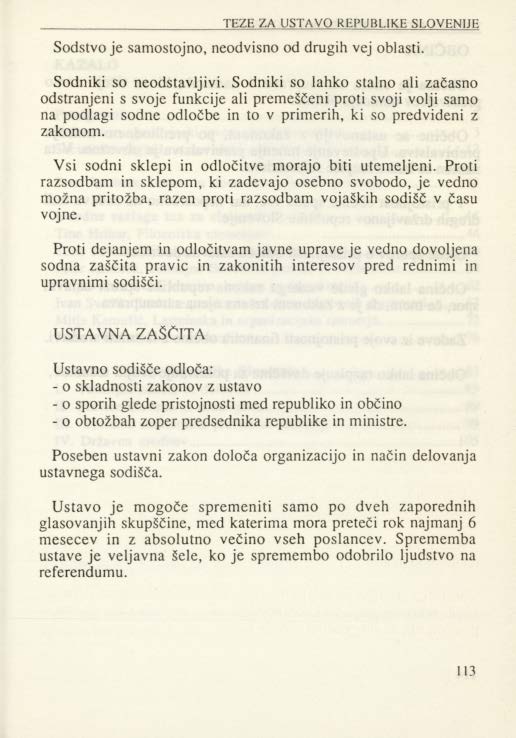 TEZE ZA USTAVO REPUBLIKE SLOVENIJE
Sodstvo je samostojno, neodvisno od drugih vej oblasti.
Sodniki so neodstavljivi. Sodniki so lahko stalno ali začasno
odstranjeni s svoje funkcije ali premeščeni proti svoji volji samo
na podlagi sodne odločbe in to v primerih, ki so predvideni z
zakonom.
Vsi sodni sklepi in odločitve morajo biti utemeljeni. Proti
razsodbam in sklepom, ki zadevajo osebno svobodo, je vedno
možna pritožba, razen proti razsodbam vojaških sodišč v času
vojne.
Proti dejanjem in odločitvam javne uprave je vedno dovoljena
sodna zaščita pravic in zakonitih interesov pred rednimi in
upravnimi sodišči.
USTAVNA ZAŠČITA
Ustavno sodišče odloča:
- o skladnosti zakonov z ustavo
- o sporih glede pristojnosti med republiko in občino
- o obtožbah zoper predsednika republike in ministre.
Poseben ustavni zakon določa organizacijo in način delovanja
ustavnega sodišča.
Ustavo je mogoče spremeniti samo po dveh zaporednih
glasovanjih skupščine, med katerima mora preteči rok najmanj 6
mesecev in z absolutno večino vseh poslancev. Sprememba
ustave je veljavna šele, ko je spremembo odobrilo ljudstvo na
referendumu.
113